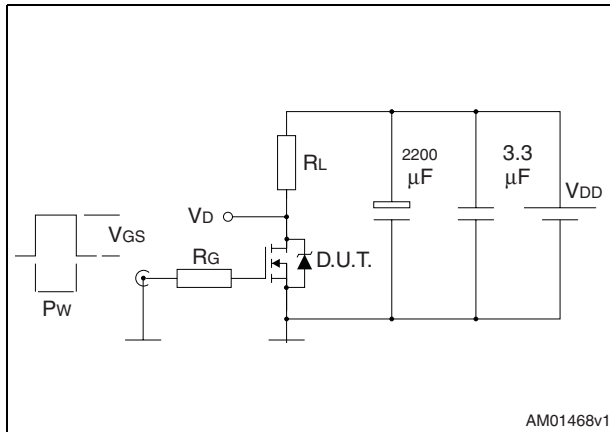 2200
μF
3.3
μF
RL
VDD
VD
VGS
RG
D.U.T.
PW
AM01468v1